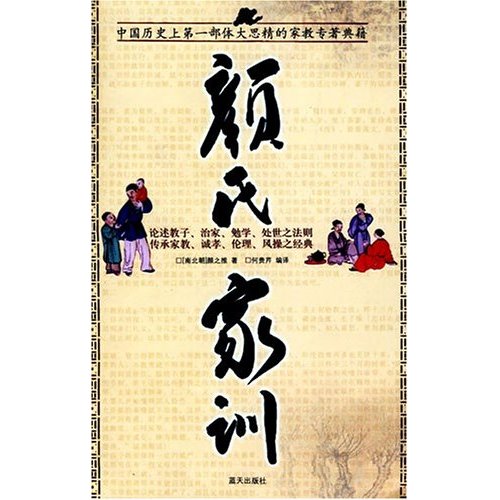 中国历史上第一部体大思精的家教专著典籍
颜氏家训
论述教子、治家、勉学、处世之法则
传承家教、诚孝、伦理、风操之经典
□[南北朝]颜之推 著 □何贵芹 编译
蓝天出版社